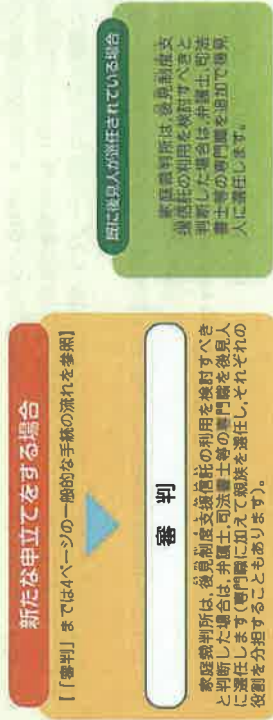 新たな申立てをする場合
【「審判」までは4ページの一般的な手続の流れを参照】
審判
家庭裁判所は、後見制度支援信託の利用を検討すべき
と判断した場合は、弁護士、司法書士等の専門職を後見人
に選任します(専門職に加えて親族を選任し、それぞれの
役割を分担することもあります)。
既に後見人が選任されている場合
家庭裁判所は、後見制度支
援信託の利用を検討すべきと
判断した場合は、弁護士、司法
書士等の専門職を追加で後見
人に選任します。